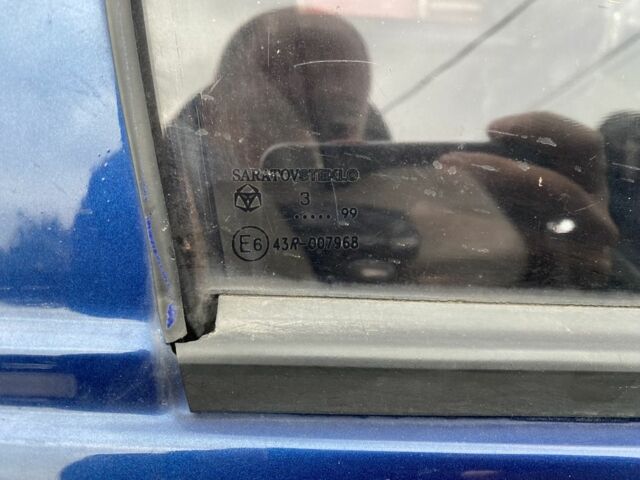 SARATOVSTEKLO
3
..... 99
E6 43R-007968